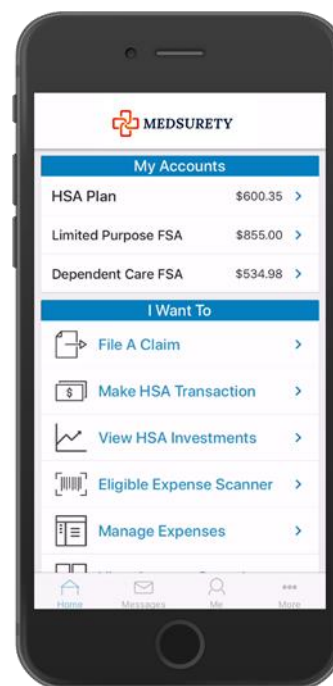 MEDSURETY
My Accounts
HSA Plan $600.35 >
Limited Purpose FSA $855.00 >
Dependent Care FSA $534.98 >
I Want To
File A Claim >
$ Make HSA Transaction >
View HSA Investments >
Eligible Expense Scanner >
Manage Expenses >
Home Messages Me More